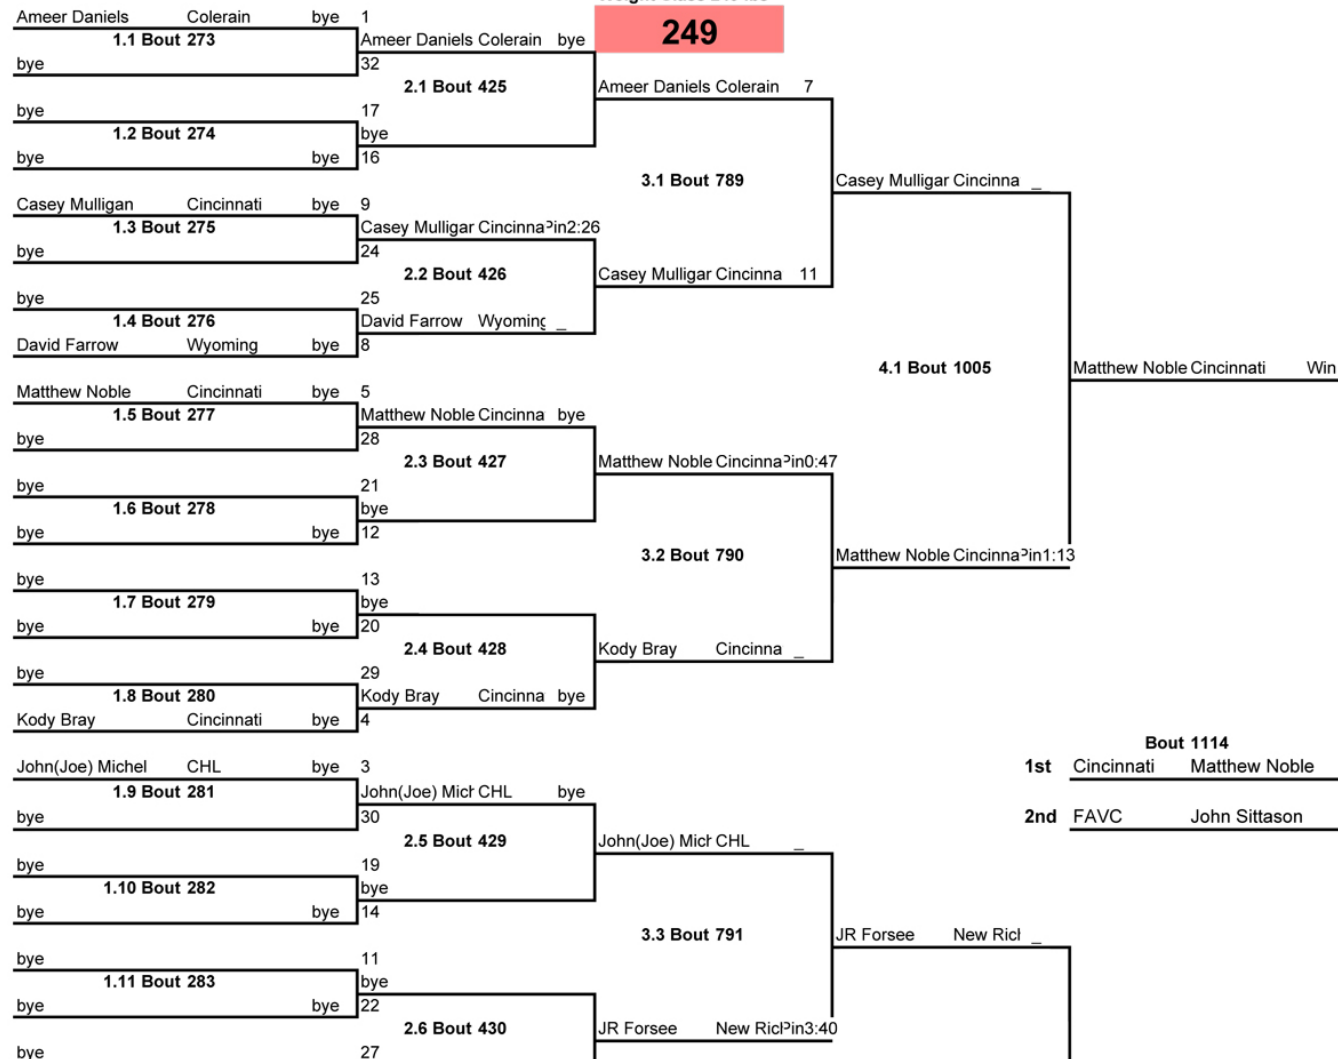 Ameer Daniels Colerain bye 1
249
1.1 Bout 273
Ameer Daniels Colerain bye
bye 32
2.1 Bout 425
Ameer Daniels Colerain 7
bye 17
1.2 Bout 274
bye
bye bye 16
3.1 Bout 789
Casey Mulligar Cincinna _
Casey Mulligan Cincinnati bye 9
1.3 Bout 275
Casey Mulligar Cincinna Pin2:26
bye 24
2.2 Bout 426
Casey Mulligar Cincinna 11
bye 25
1.4 Bout 276
David Farrow Wyoming _
David Farrow Wyoming bye 8
4.1 Bout 1005
Matthew Noble Cincinnati Win
Matthew Noble Cincinnati bye 5
1.5 Bout 277
Matthew Noble Cincinna bye
bye 28
2.3 Bout 427
Matthew Noble Cincinna Pin0:47
bye 21
1.6 Bout 278
bye
bye bye 12
3.2 Bout 790
Matthew Noble Cincinna Pin1:13
bye 13
1.7 Bout 279
bye
bye bye 20
2.4 Bout 428
Kody Bray Cincinna _
bye 29
1.8 Bout 280
Kody Bray Cincinna bye
Kody Bray Cincinnati bye 4
Bout 1114
1st Cincinnati Matthew Noble
2nd FAVC John Sittason
John(Joe) Michel CHL bye 3
1.9 Bout 281
John(Joe) Mich CHL bye
bye 30
2.5 Bout 429
John(Joe) Mich CHL _
bye 19
1.10 Bout 282
bye
bye bye 14
3.3 Bout 791
JR Forsee New Rich _
bye 11
1.11 Bout 283
bye
bye bye 22
2.6 Bout 430
JR Forsee New Rich Pin3:40
bye 27